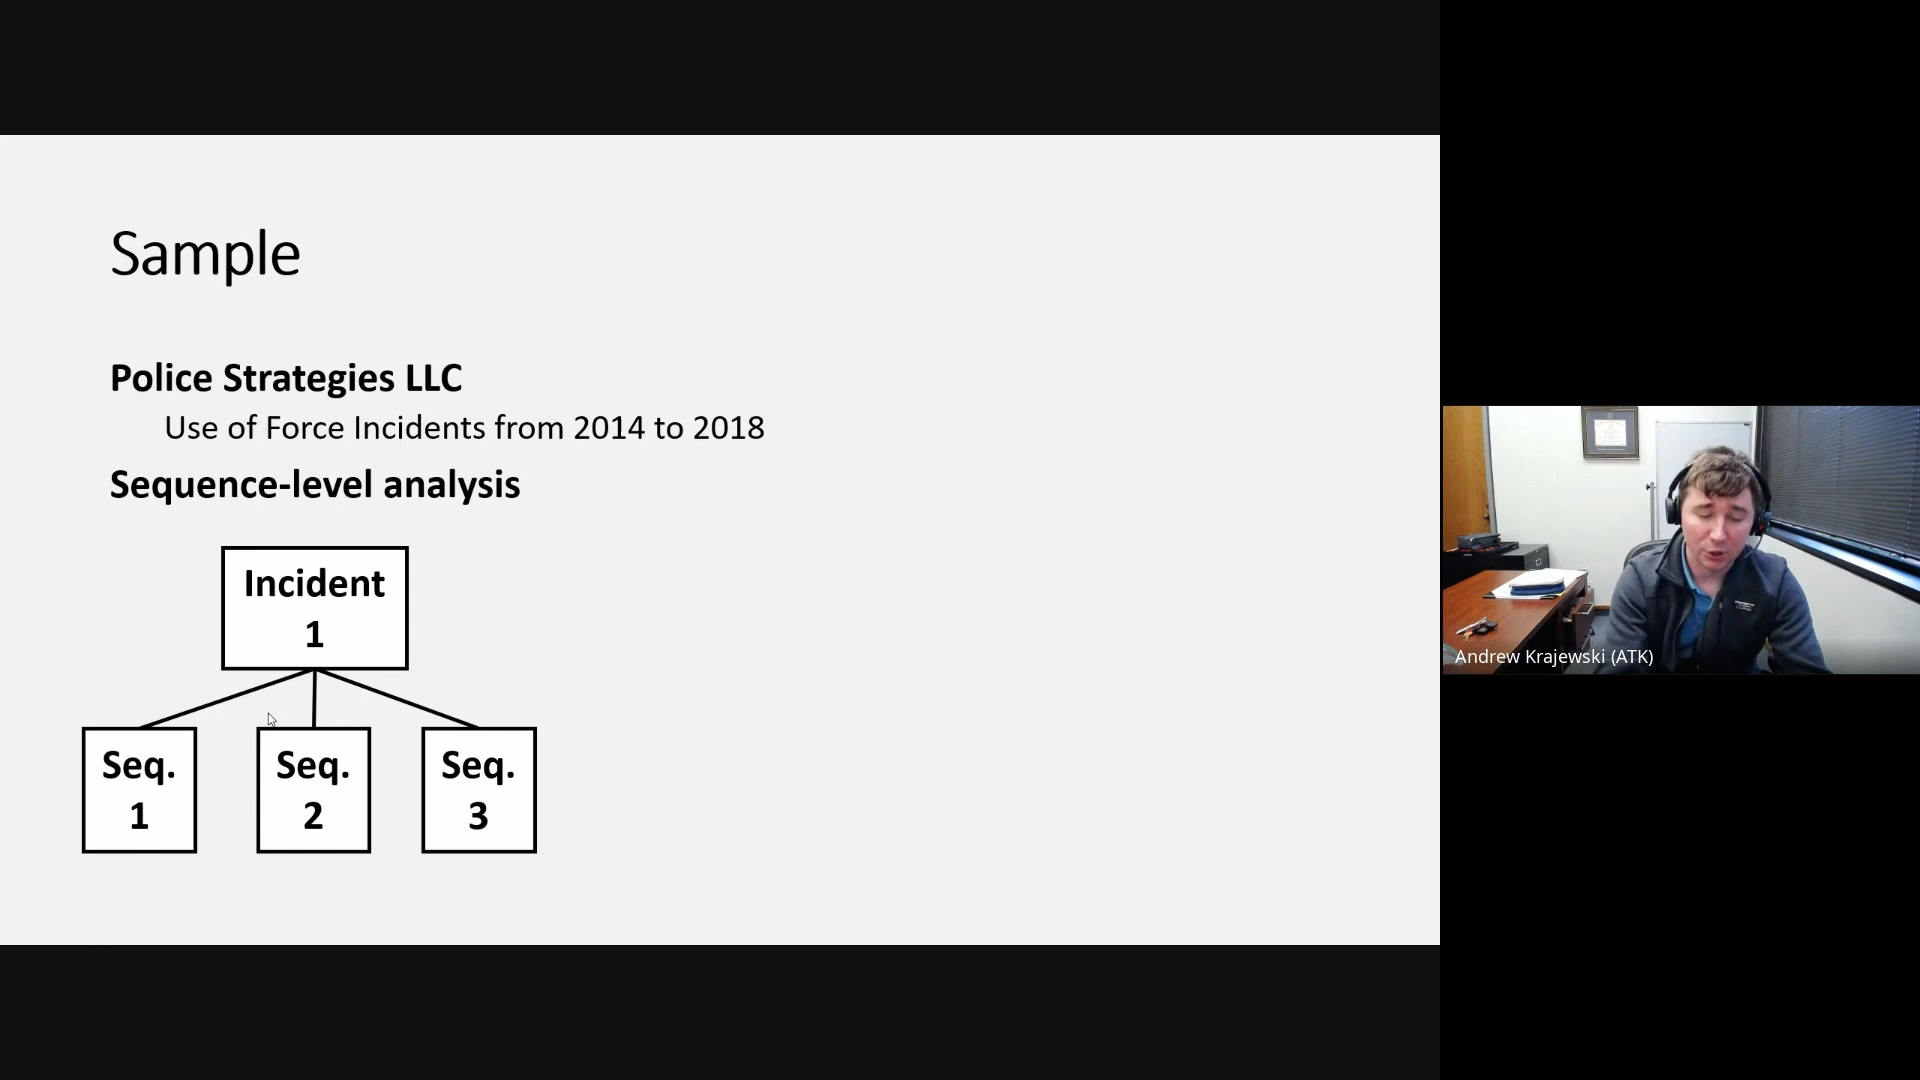 Sample
Police Strategies LLC
Use of Force Incidents from 2014 to 2018
Sequence-level analysis
Incident
1
Seq.
1
Seq.
2
Seq.
3
Andrew Krajewski (ATK)